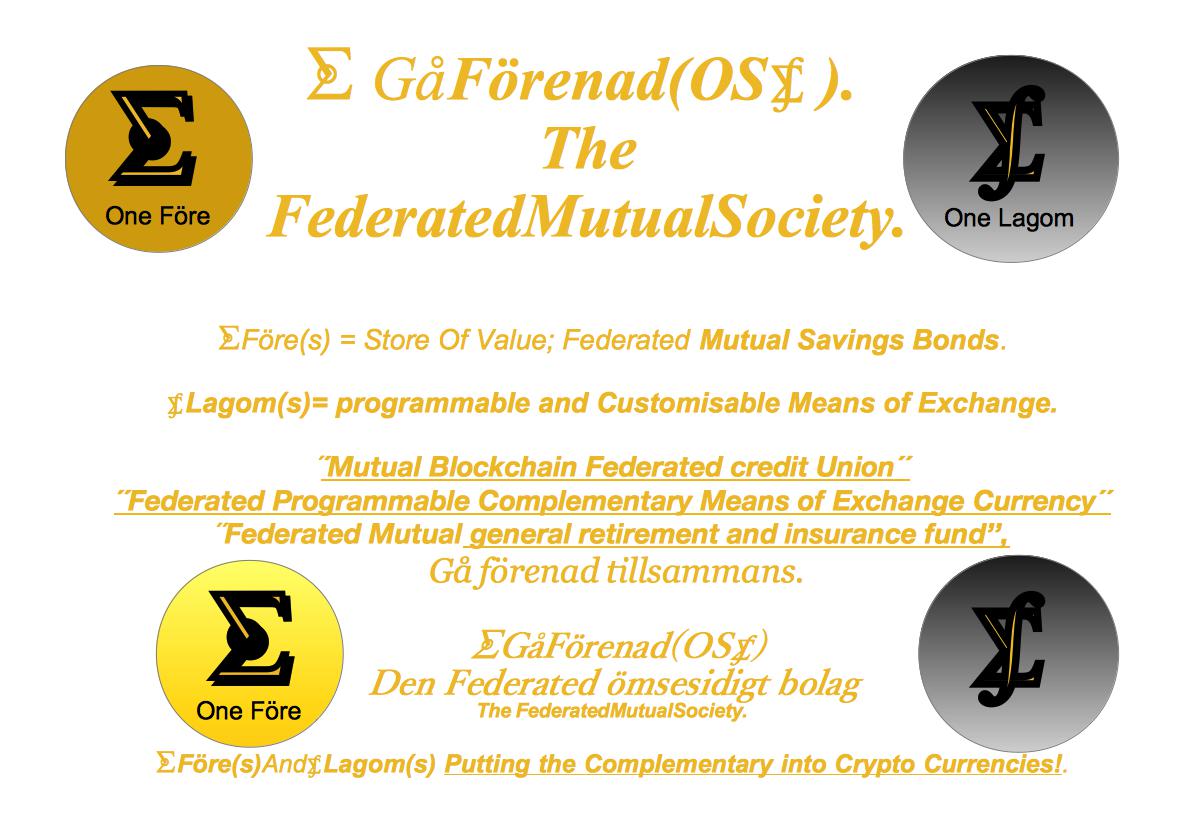 Σ GåFörenad(OS£ ).
The
FederatedMutualSociety.
One Före
One Lagom
ΣFöre(s) = Store Of Value; Federated Mutual Savings Bonds.
£Lagom(s)= programmable and Customisable Means of Exchange.
˝Mutual Blockchain Federated credit Union˝
˝Federated Programmable Complementary Means of Exchange Currency˝
˝Federated Mutual general retirement and insurance fund”,
Gå förenad tillsammans.
ΣGåFörenad(OS£)
Den Federated ömsesidigt bolag
The FederatedMutualSociety.
One Före
ΣFöre(s)And£Lagom(s) Putting the Complementary into Crypto Currencies!.